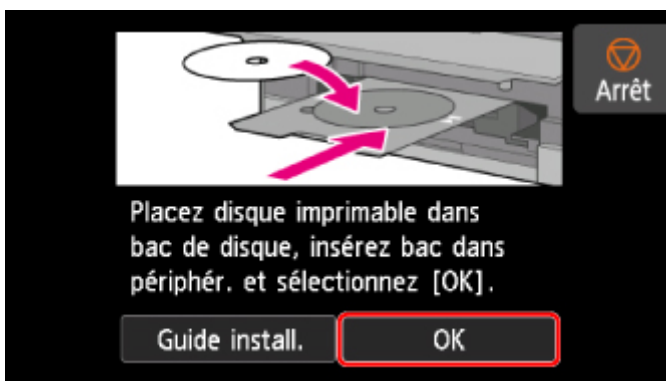 Arrêt
Placez disque imprimable dans
bac de disque, insérez bac dans
périphér. et sélectionnez [OK].
Guide install.
OK